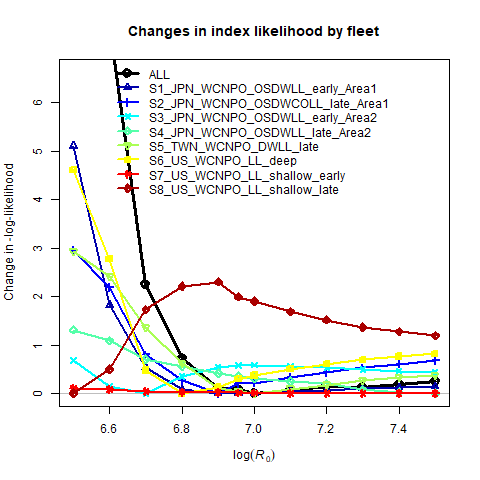 Changes in index likelihood by fleet
ALL
S1_JPN_WCNPO_OSDWLL_early_Area1
S2_JPN_WCNPO_OSDWCOLL_late_Area1
S3_JPN_WCNPO_OSDWLL_early_Area2
S4_JPN_WCNPO_OSDWLL_late_Area2
S5_TWN_WCNPO_DWLL_late
S6_US_WCNPO_LL_deep
S7_US_WCNPO_LL_shallow_early
S8_US_WCNPO_LL_shallow_late
Change in -log-likelihood
6
5
4
3
2
1
0
6.6 6.8 7.0 7.2 7.4
log(R₀)